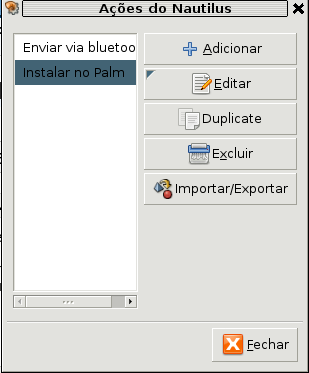 Ações do Nautilus
Enviar via bluetoo
Instalar no Palm
Adicionar
Editar
Duplicate
Excluir
Importar/Exportar
Fechar